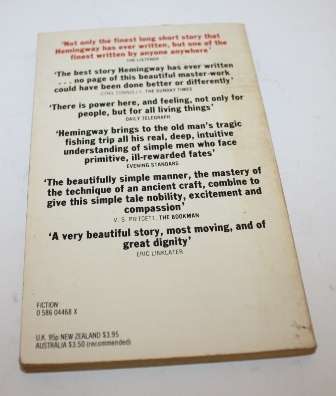 ‘Not only the finest long short story that
Hemingway has ever written, but one of the
finest written by anyone anywhere’
THE LISTENER
‘The best story Hemingway has ever written
. . . no page of this beautiful master-work
could have been done better or differently’
CYRIL CONNOLLY, THE SUNDAY TIMES
‘There is power here, and feeling, not only for
people, but for all living things’
DAILY TELEGRAPH
‘Hemingway brings to the old man's tragic
fishing trip all his real, deep, intuitive
understanding of simple men who face
primitive, ill-rewarded fates’
EVENING STANDARD
‘The beautifully simple manner, the mastery of
the technique of an ancient craft, combine to
give this simple tale nobility, excitement and
compassion’
V. S. PRITCHETT, THE BOOKMAN
‘A very beautiful story, most moving, and of
great dignity’
ERIC LINKLATER
FICTION
0 586 04468 X
U.K. 95p NEW ZEALAND $3.95
AUSTRALIA $3.50 (recommended)